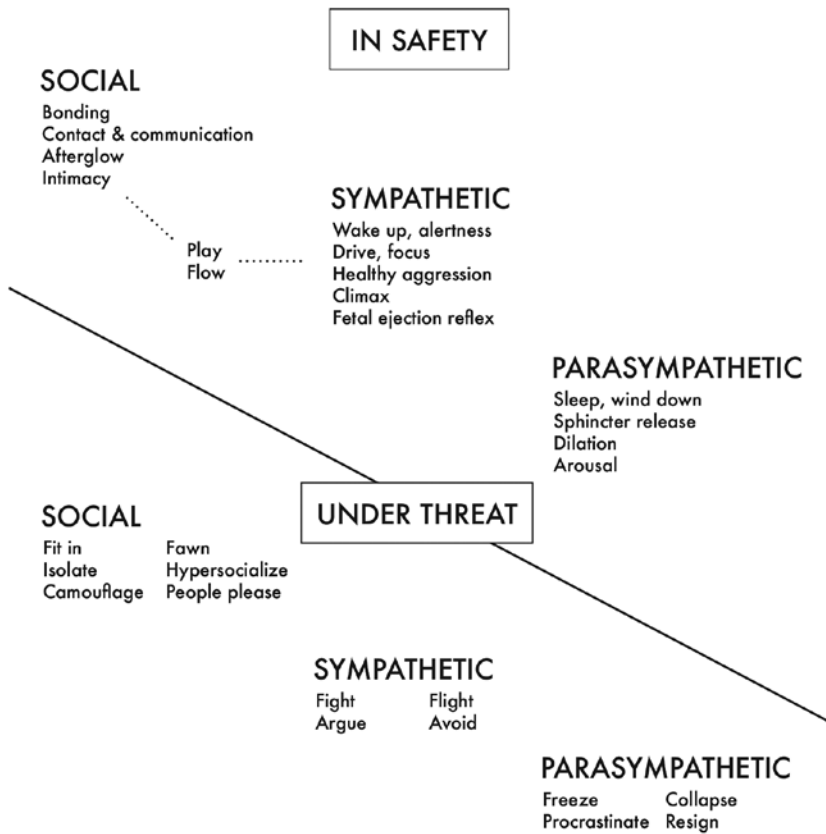 IN SAFETY
SOCIAL
Bonding
Contact & communication
Afterglow
Intimacy
Play
Flow
SYMPATHETIC
Wake up, alertness
Drive, focus
Healthy aggression
Climax
Fetal ejection reflex
PARASYMPATHETIC
Sleep, wind down
Sphincter release
Dilation
Arousal
UNDER THREAT
SOCIAL
Fit in Fawn
Isolate Hypersocialize
Camouflage People please
SYMPATHETIC
Fight Flight
Argue Avoid
PARASYMPATHETIC
Freeze Collapse
Procrastinate Resign